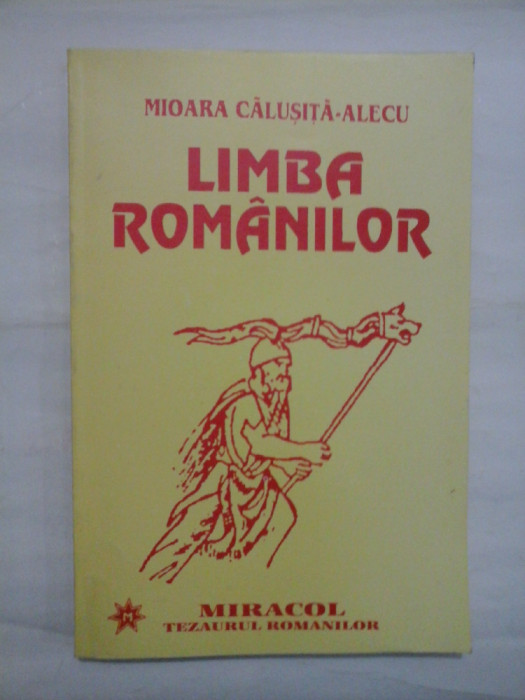 MIOARA CĂLUȘIȚĂ-ALECU
LIMBA
ROMÂNILOR
M
MIRACOL
TEZAURUL ROMANILOR